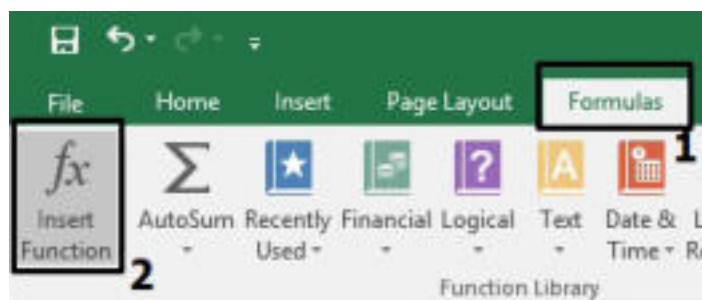 File Home Insert Page Layout Formulas
1
fx Σ ? A
Insert AutoSum Recently Financial Logical Text Date &
Function Used Time
2
Function Library